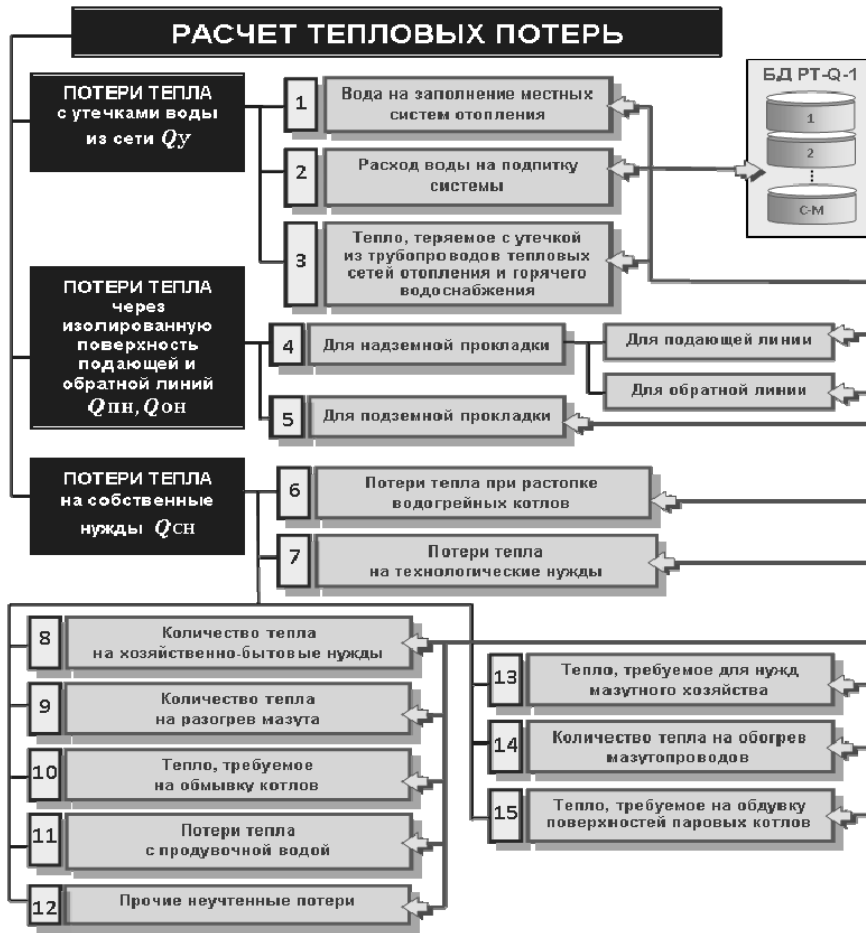 РАСЧЕТ ТЕПЛОВЫХ ПОТЕРЬ
ПОТЕРИ ТЕПЛА
с утечками воды
из сети Qу
1
Вода на заполнение местных
систем отопления
2
Расход воды на подпитку
системы
3
Тепло, теряемое с утечкой
из трубопроводов тепловых
сетей отопления и горячего
водоснабжения
БД РТ-Q-1
1
2
С-М
ПОТЕРИ ТЕПЛА
через
изолированную
поверхность
подающей и
обратной линий
Qпн, Qон
4
Для надземной прокладки
Для подающей линии
Для обратной линии
5
Для подземной прокладки
ПОТЕРИ ТЕПЛА
на собственные
нужды Qсн
6
Потери тепла при растопке
водогрейных котлов
7
Потери тепла
на технологические нужды
8
Количество тепла
на хозяйственно-бытовые нужды
9
Количество тепла
на разогрев мазута
10
Тепло, требуемое
на обмывку котлов
11
Потери тепла
с продувочной водой
12
Прочие неучтенные потери
13
Тепло, требуемое для нужд
мазутного хозяйства
14
Количество тепла на обогрев
мазутопроводов
15
Тепло, требуемое на обдувку
поверхностей паровых котлов